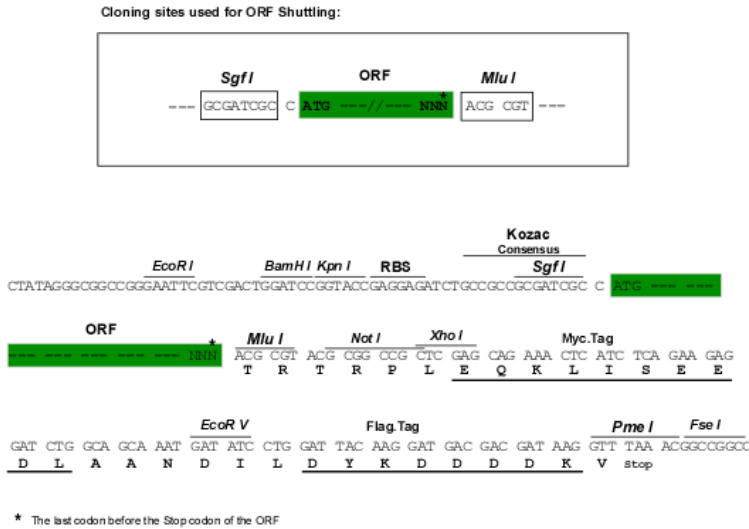 Cloning sites used for ORF Shuttling:
Sgf I ORF Mlu I
--- GCGATCGC C ATG ---//--- NNN* ACG CGT ---
Kozac
Consensus
EcoR I BamH I Kpn I RBS Sgf I
CTATAGGGCGGCCGGGAATTCGTCGACTGGATCCGGTACCGAGGAGATCTGCCGCCGCGATCGC C ATG --- ---
ORF Mlu I Not I Xho I Myc.Tag
--- --- --- --- --- --- NNN* ACG CGT ACG CGG CCG CTC GAG CAG AAA CTC ATC TCA GAA GAG
T R T R P L E Q K L I S E E
EcoR V Flag.Tag Pme I Fse I
GAT CTG GCA GCA AAT GAT ATC CTG GAT TAC AAG GAT GAC GAC GAT AAG GTT TAA ACGGCCGGCC
D L A A N D I L D Y K D D D D K V Stop
* The last codon before the Stop codon of the ORF